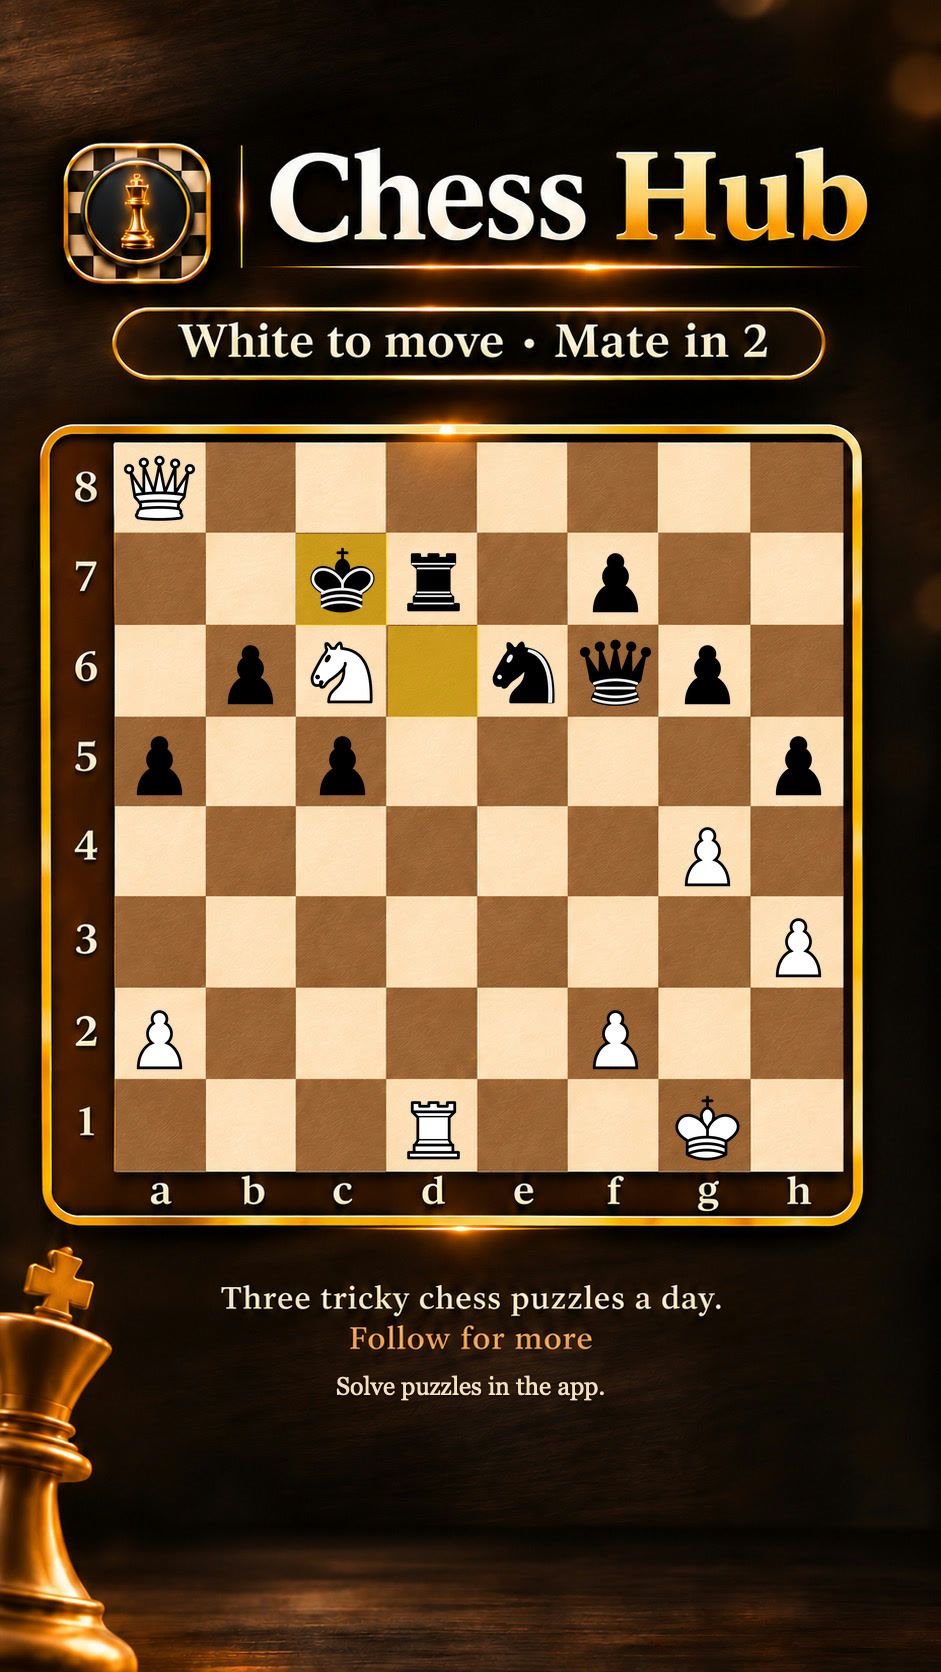 Chess Hub
White to move • Mate in 2
8
7
6
5
4
3
2
1
a b c d e f g h
Three tricky chess puzzles a day.
Follow for more
Solve puzzles in the app.